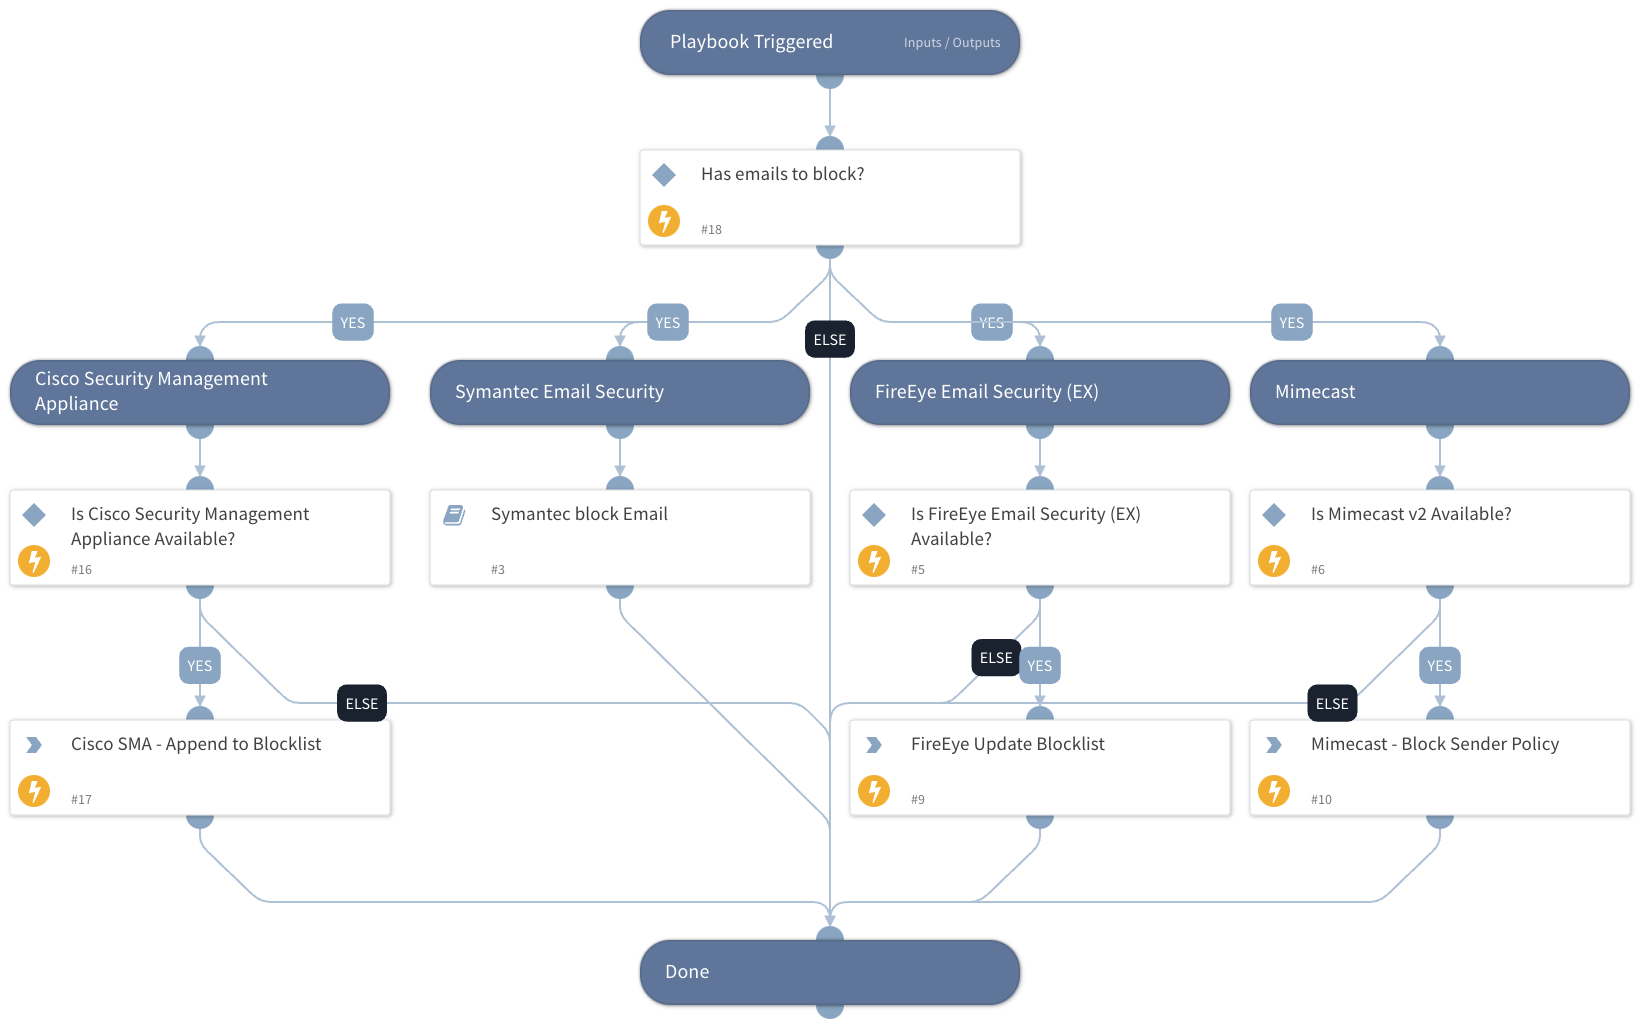 Playbook Triggered
Inputs / Outputs
Has emails to block?
#18
YES
YES
YES
YES
ELSE
Cisco Security Management
Appliance
Symantec Email Security
FireEye Email Security (EX)
Mimecast
Is Cisco Security Management
Appliance Available?
#16
Symantec block Email
#3
Is FireEye Email Security (EX)
Available?
#5
Is Mimecast v2 Available?
#6
YES
ELSE
ELSE
YES
ELSE
YES
Cisco SMA - Append to Blocklist
#17
FireEye Update Blocklist
#9
Mimecast - Block Sender Policy
#10
Done